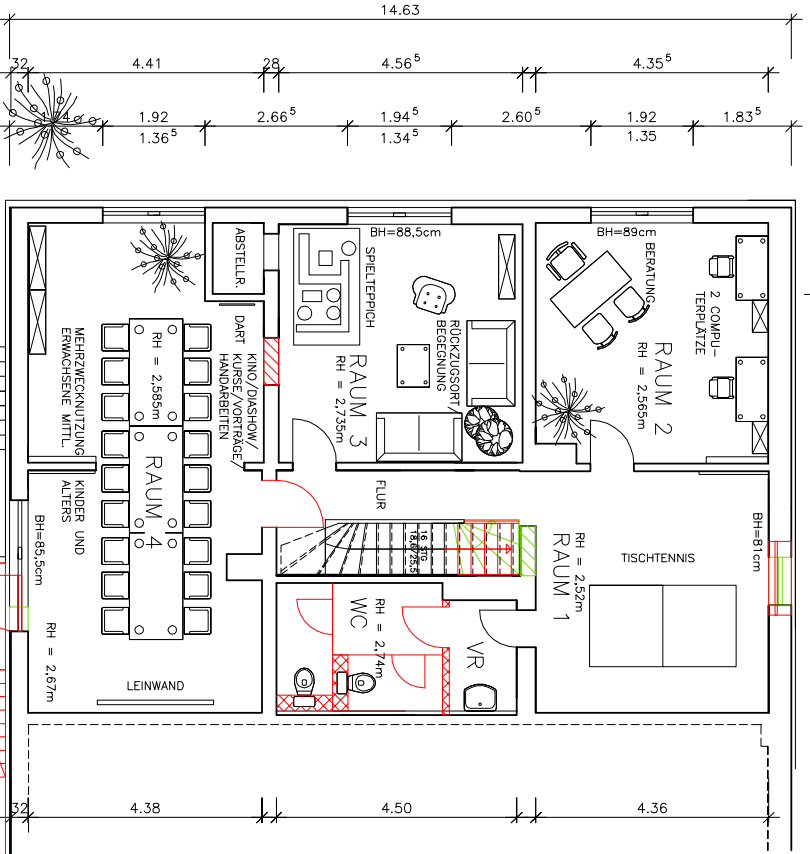 14.63
32
4.41
28
4.56⁵
4.35⁵
1.92
2.66⁵
1.94⁵
2.60⁵
1.92
1.83⁵
1.36⁵
1.34⁵
1.35
ABSTELLR.
SPIELTEPPICH
BH=88,5cm
BH=89cm
BERATUNG
2 COMPU-
TERPLÄTZE
MEHRZWECKNUTZUNG
ERWACHSENE MITTL.
RH = 2,585m
DART
KINO/DIASHOW/
KURSE/VORTRÄGE/
HANDARBEITEN
RÜCKZUGSORT/
BEGEGNUNG
RAUM 3
RH = 2,735m
RAUM 2
RH = 2,565m
RAUM 4
KINDER UND
ALTERS
BH=85,5cm
FLUR
16 STG
18,6/25,5
RH = 2,52m
RAUM 1
TISCHTENNIS
BH=81cm
WC
RH = 2,74m
VR
RH = 2,67m
LEINWAND
32
4.38
4.50
4.36